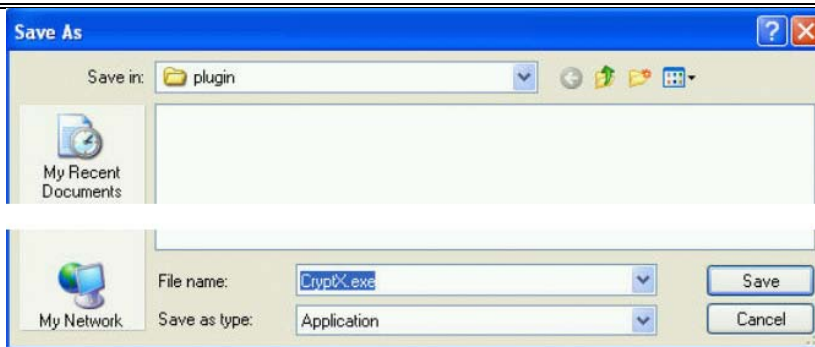 Save As
Save in:
plugin
My Recent
Documents
File name:
CryptX.exe
Save
My Network
Save as type:
Application
Cancel